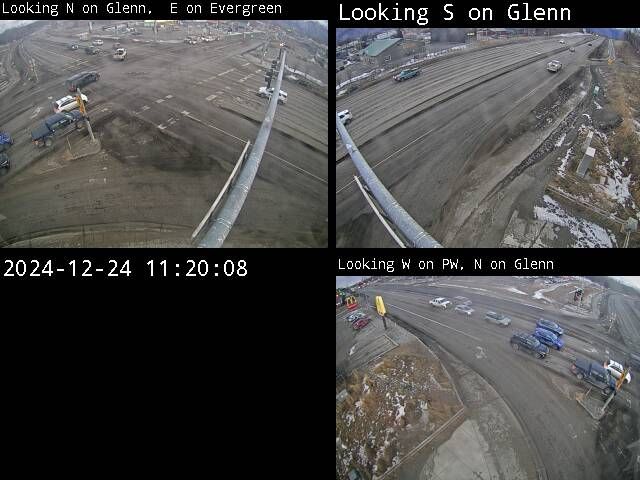 Looking N on Glenn,  E on Evergreen
Looking S on Glenn
2024-12-24 11:20:08
Looking W on PW, N on Glenn